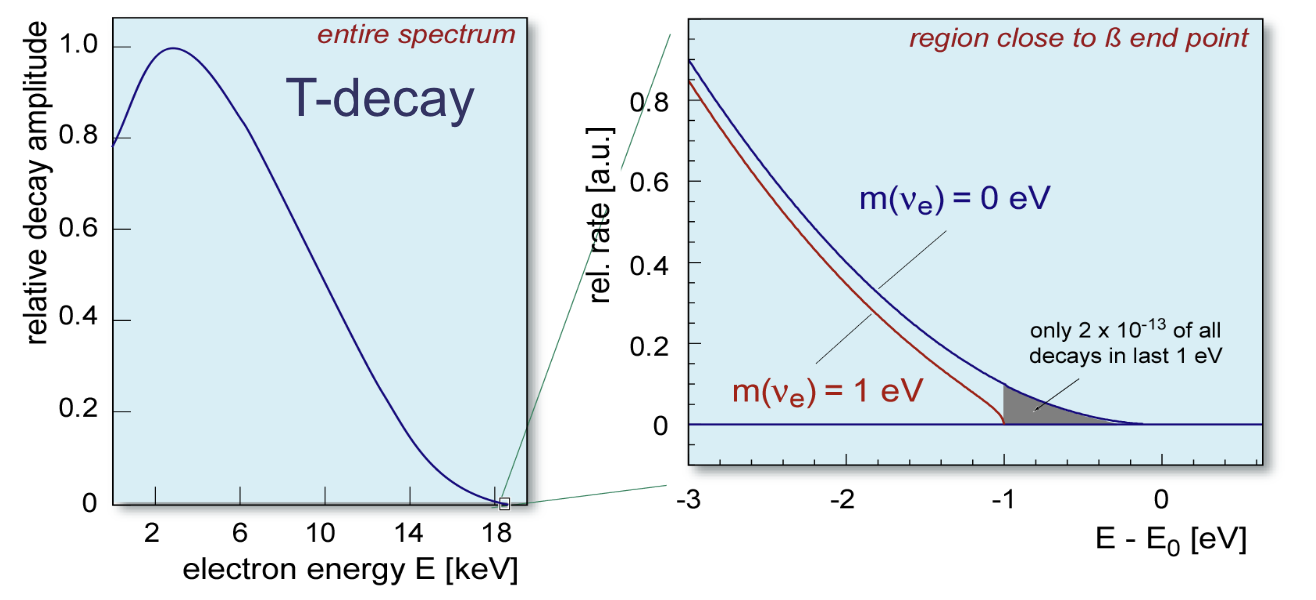 entire spectrum
T-decay
relative decay amplitude
1.0
0.8
0.6
0.4
0.2
0
2 6 10 14 18
electron energy E [keV]
region close to ß end point
rel. rate [a.u.]
0.8
0.6
0.4
0.2
0
m(νe) = 0 eV
only 2 x 10-13 of all
decays in last 1 eV
m(νe) = 1 eV
-3 -2 -1 0
E - E0 [eV]